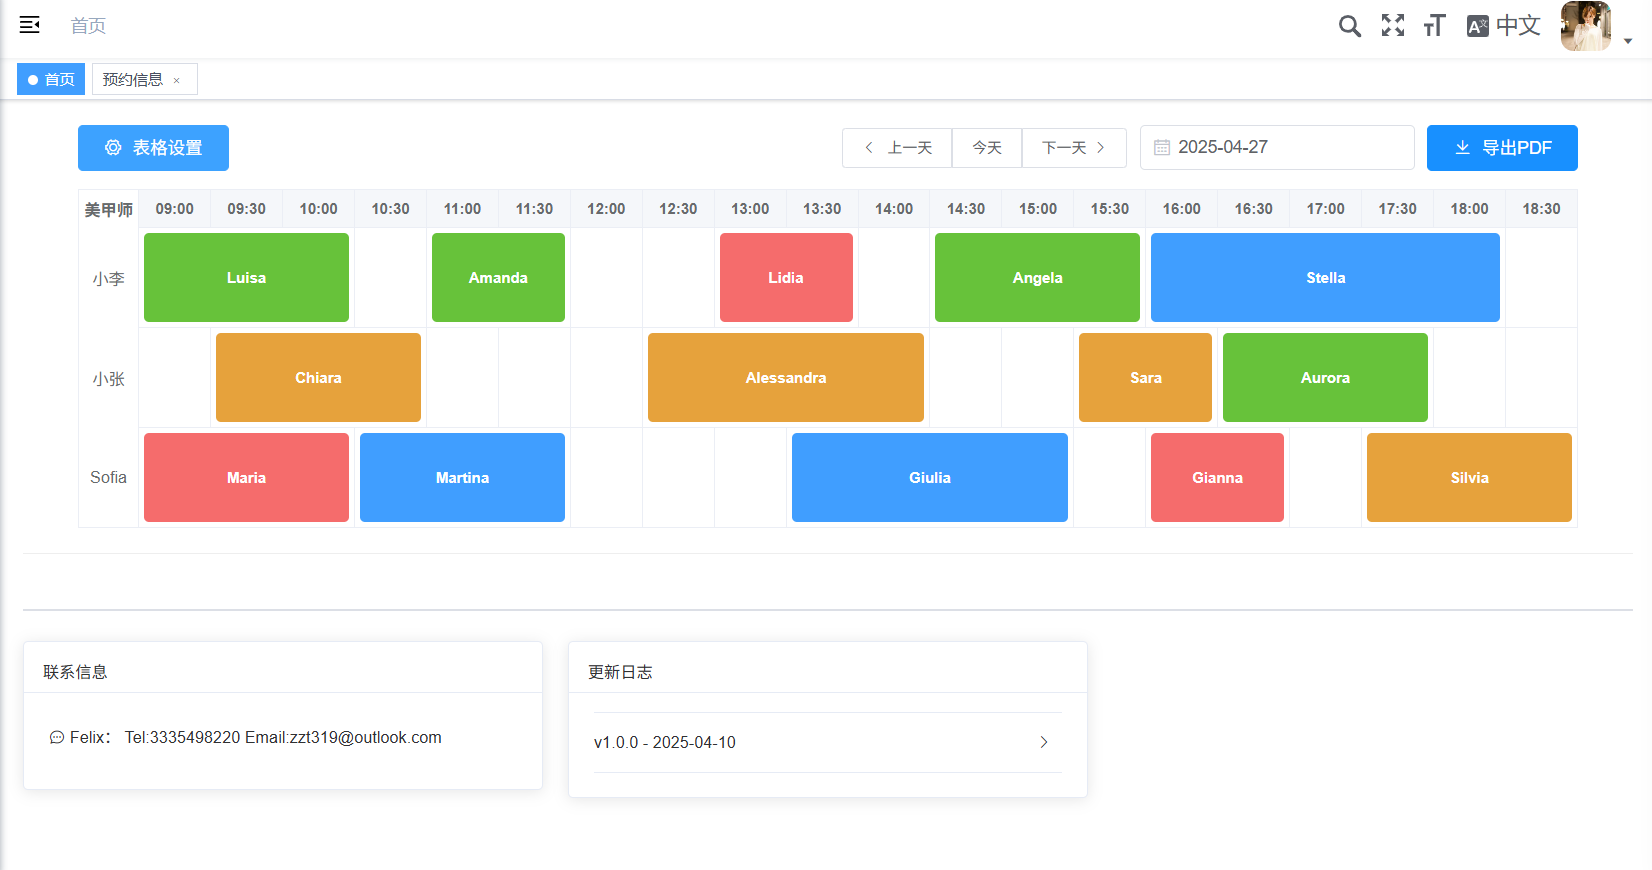 首页
中文
首页
预约信息 ×
表格设置
上一天 今天 下一天 2025-04-27 导出PDF
美甲师 09:00 09:30 10:00 10:30 11:00 11:30 12:00 12:30 13:00 13:30 14:00 14:30 15:00 15:30 16:00 16:30 17:00 17:30 18:00 18:30
小李 Luisa Amanda Lidia Angela Stella
小张 Chiara Alessandra Sara Aurora
Sofia Maria Martina Giulia Gianna Silvia
联系信息
Felix： Tel:3335498220 Email:zzt319@outlook.com
更新日志
v1.0.0 - 2025-04-10